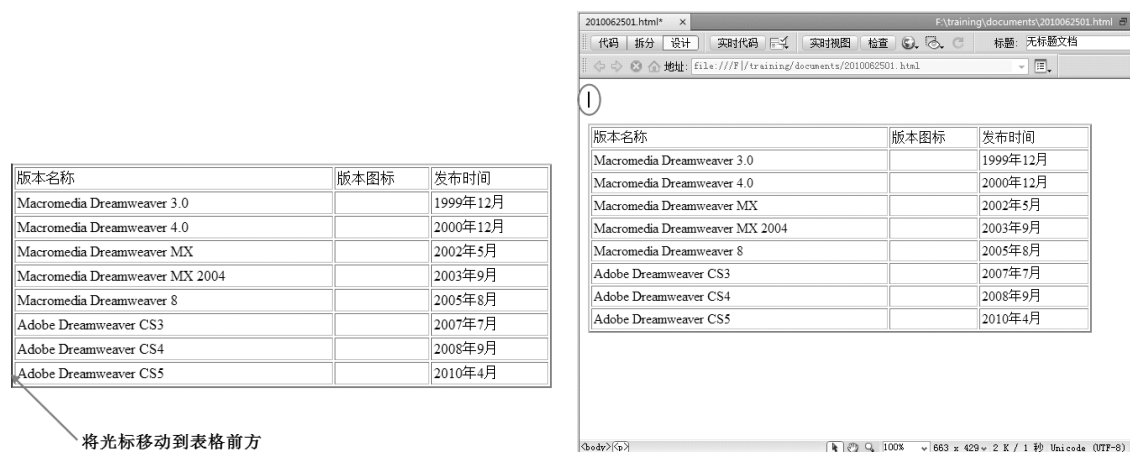 版本名称 版本图标 发布时间
Macromedia Dreamweaver 3.0 1999年12月
Macromedia Dreamweaver 4.0 2000年12月
Macromedia Dreamweaver MX 2002年5月
Macromedia Dreamweaver MX 2004 2003年9月
Macromedia Dreamweaver 8 2005年8月
Adobe Dreamweaver CS3 2007年7月
Adobe Dreamweaver CS4 2008年9月
Adobe Dreamweaver CS5 2010年4月
将光标移动到表格前方
2010062501.html* × F:\training\documents\2010062501.html
代码 拆分 设计 实时代码 实时视图 检查 标题: 无标题文档
地址: file:///F|/training/documents/2010062501.html
版本名称 版本图标 发布时间
Macromedia Dreamweaver 3.0 1999年12月
Macromedia Dreamweaver 4.0 2000年12月
Macromedia Dreamweaver MX 2002年5月
Macromedia Dreamweaver MX 2004 2003年9月
Macromedia Dreamweaver 8 2005年8月
Adobe Dreamweaver CS3 2007年7月
Adobe Dreamweaver CS4 2008年9月
Adobe Dreamweaver CS5 2010年4月
<body><p> 100% 663 x 429 2 K / 1 秒 Unicode (UTF-8)